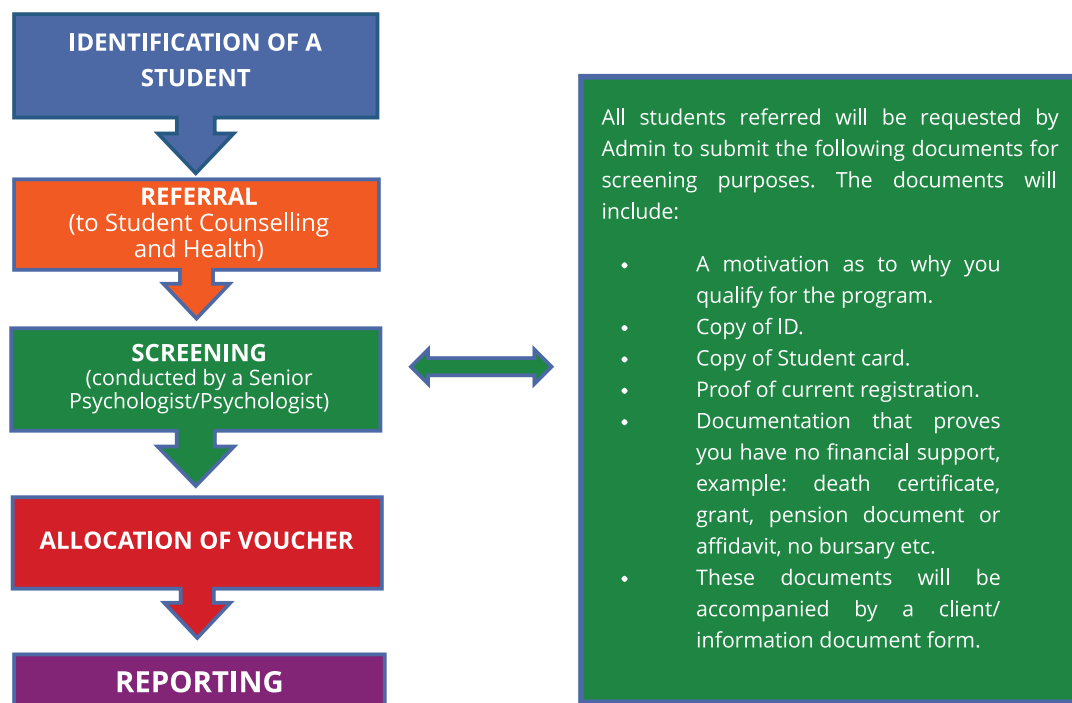 IDENTIFICATION OF A
STUDENT
REFERRAL
(to Student Counselling
and Health)
SCREENING
(conducted by a Senior
Psychologist/Psychologist)
ALLOCATION OF VOUCHER
REPORTING
All students referred will be requested by
Admin to submit the following documents for
screening purposes. The documents will
include:
• A motivation as to why you
qualify for the program.
• Copy of ID.
• Copy of Student card.
• Proof of current registration.
• Documentation that proves
you have no financial support,
example: death certificate,
grant, pension document or
affidavit, no bursary etc.
• These documents will be
accompanied by a client/
information document form.